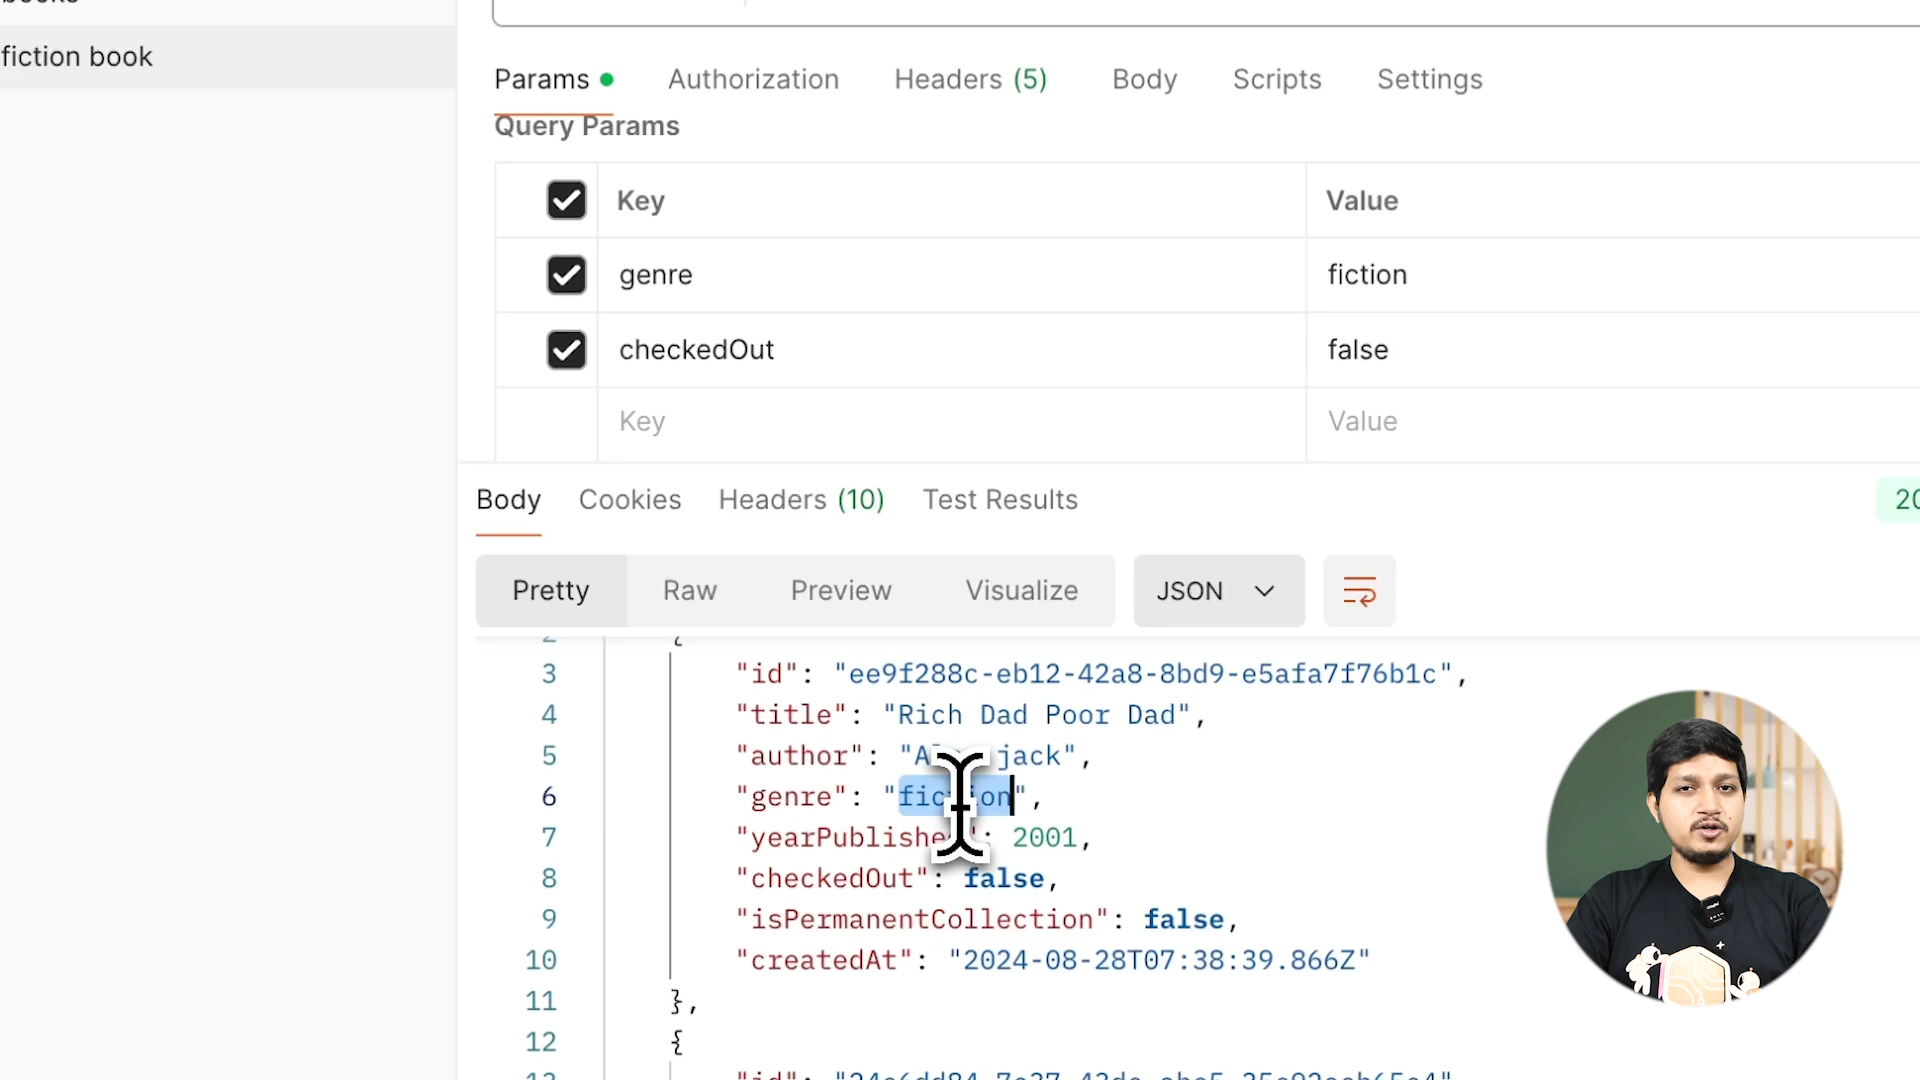 fiction book
Params Authorization Headers (5) Body Scripts Settings
Query Params
Key Value
genre fiction
checkedOut false
Key Value
Body Cookies Headers (10) Test Results
Pretty Raw Preview Visualize JSON
3 "id": "ee9f288c-eb12-42a8-8bd9-e5afa7f76b1c",
4 "title": "Rich Dad Poor Dad",
5 "author": jack",
6 "genre": "fiction",
7 2001,
8 "checkedOut": false,
9 "isPermanentCollection": false,
10 "createdAt": "2024-08-28T07:38:39.866Z"
11 },
12 {